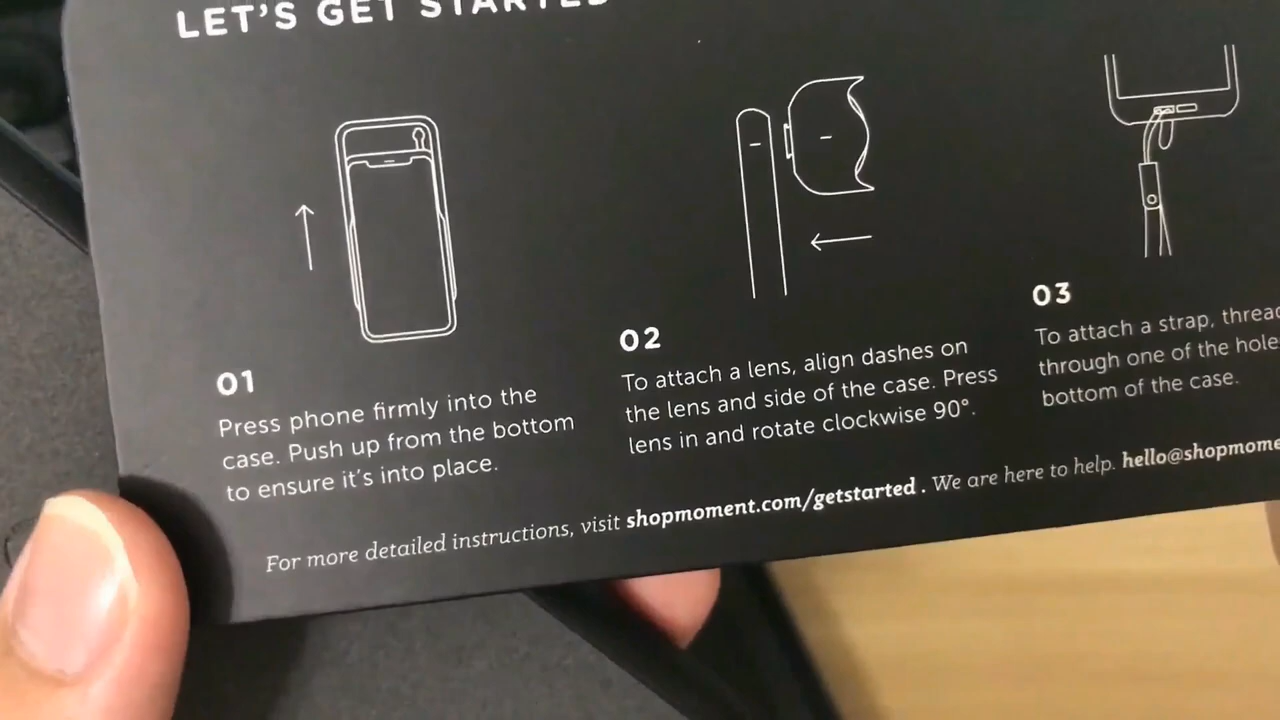 LET'S GET STARTED
01
Press phone firmly into the
case. Push up from the bottom
to ensure it's into place.
02
To attach a lens, align dashes on
the lens and side of the case. Press
lens in and rotate clockwise 90°.
03
To attach a strap,
through one of the
bottom of the case.
For more detailed instructions, visit shopmoment.com/getstarted. We are here to help.